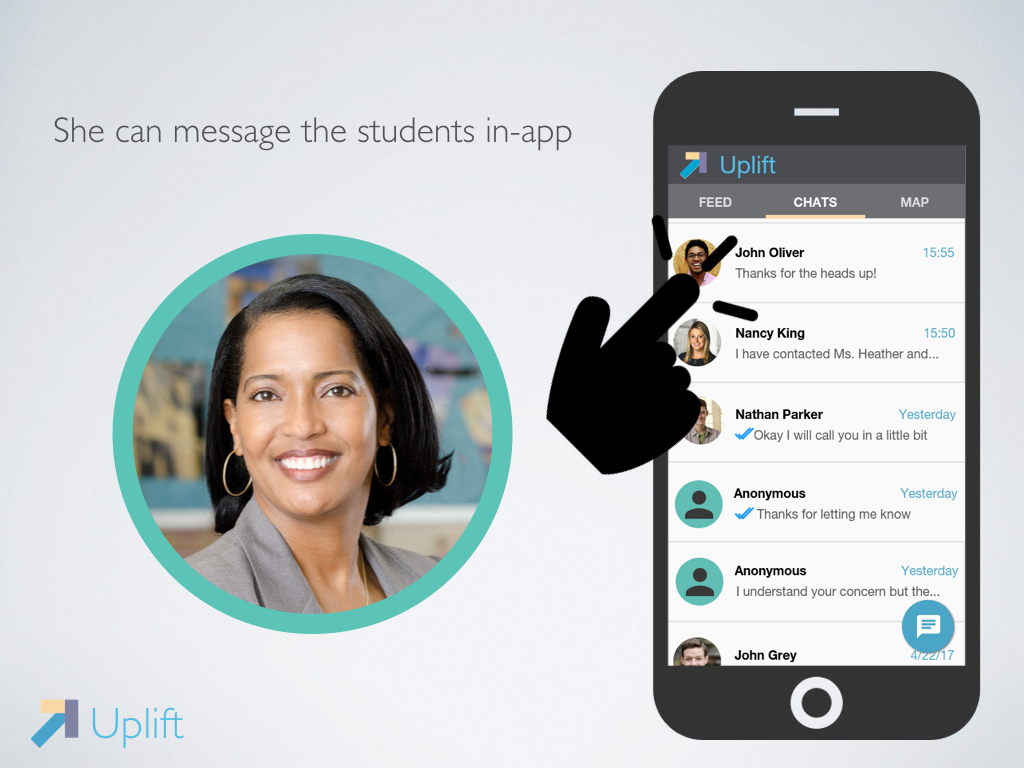 She can message the students in-app
Uplift
FEED CHATS MAP
John Oliver 15:55
Thanks for the heads up!
Nancy King 15:50
I have contacted Ms. Heather and...
Nathan Parker Yesterday
Okay I will call you in a little bit
Anonymous Yesterday
Thanks for letting me know
Anonymous Yesterday
I understand your concern but the...
John Grey 4/22/17
Uplift